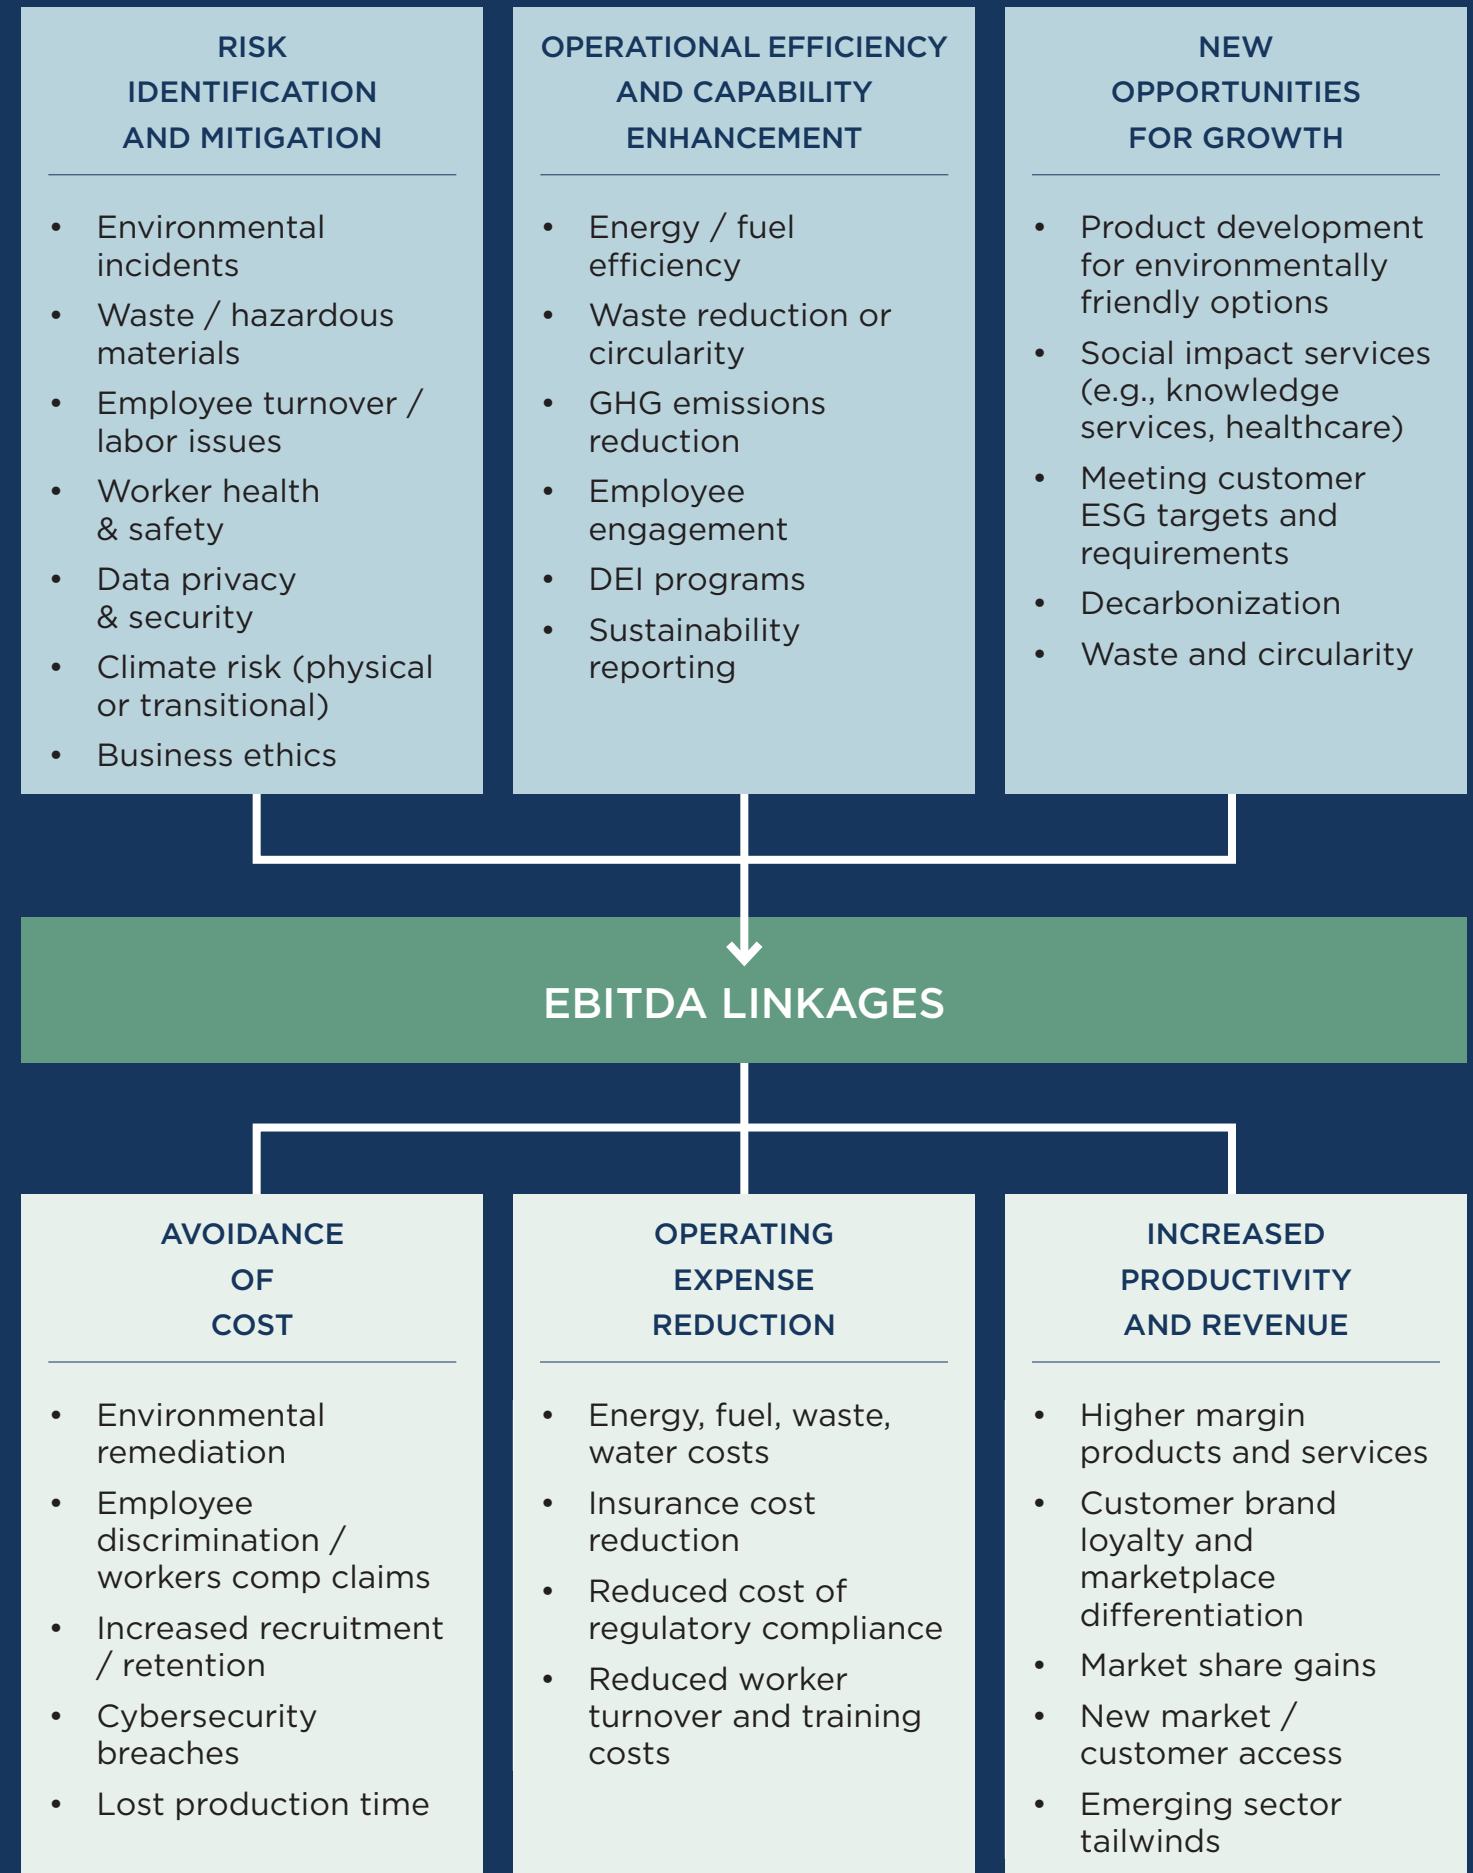 RISK
IDENTIFICATION
AND MITIGATION
• Environmental
incidents
• Waste / hazardous
materials
• Employee turnover /
labor issues
• Worker health
& safety
• Data privacy
& security
• Climate risk (physical
or transitional)
• Business ethics
OPERATIONAL EFFICIENCY
AND CAPABILITY
ENHANCEMENT
• Energy / fuel
efficiency
• Waste reduction or
circularity
• GHG emissions
reduction
• Employee
engagement
• DEI programs
• Sustainability
reporting
NEW
OPPORTUNITIES
FOR GROWTH
• Product development
for environmentally
friendly options
• Social impact services
(e.g., knowledge
services, healthcare)
• Meeting customer
ESG targets and
requirements
• Decarbonization
• Waste and circularity
EBITDA LINKAGES
AVOIDANCE
OF
COST
• Environmental
remediation
• Employee
discrimination /
workers comp claims
• Increased recruitment
/ retention
• Cybersecurity
breaches
• Lost production time
OPERATING
EXPENSE
REDUCTION
• Energy, fuel, waste,
water costs
• Insurance cost
reduction
• Reduced cost of
regulatory compliance
• Reduced worker
turnover and training
costs
INCREASED
PRODUCTIVITY
AND REVENUE
• Higher margin
products and services
• Customer brand
loyalty and
marketplace
differentiation
• Market share gains
• New market /
customer access
• Emerging sector
tailwinds